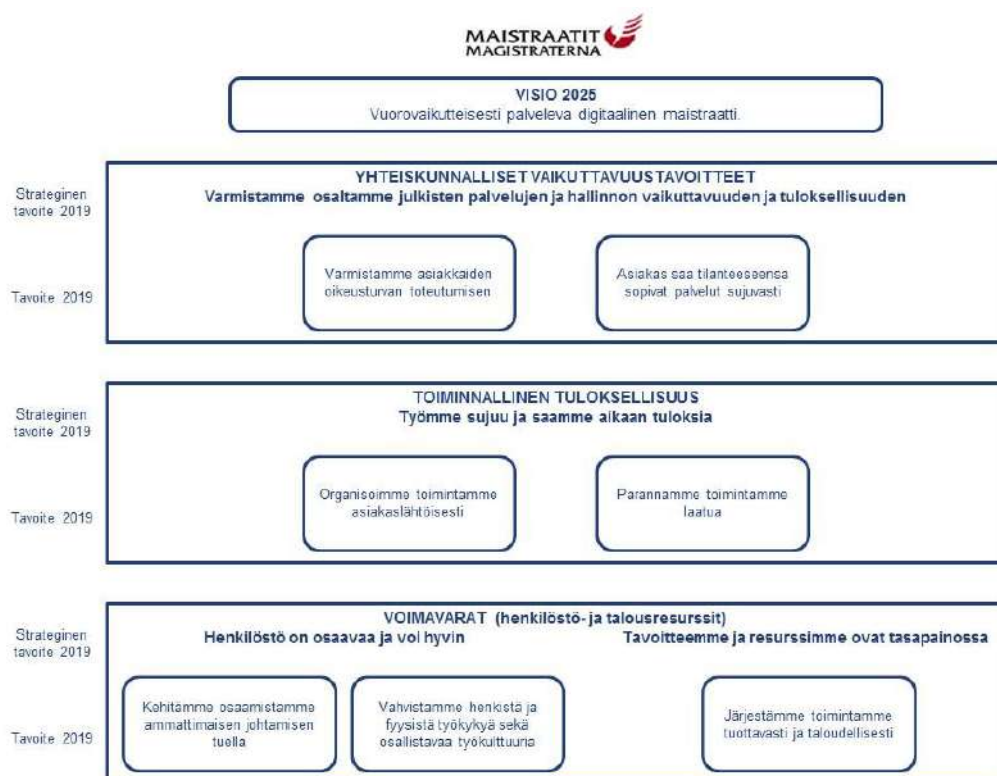 MAISTRAATIT
MAGISTRATERNA
VISIO 2025
Vuorovaikutteisesti palveleva digitaalinen maistraatti.
Strateginen
tavoite 2019
YHTEISKUNNALLISET VAIKUTTAVUUSTAVOITTEET
Varmistamme osaltamme julkisten palvelujen ja hallinnon vaikuttavuuden ja tuloksellisuuden
Tavoite 2019
Varmistamme asiakkaiden
oikeusturvan toteutumisen
Asiakas saa tilanteeseensa
sopivat palvelut sujuvasti
Strateginen
tavoite 2019
TOIMINNALLINEN TULOKSELLISUUS
Työmme sujuu ja saamme aikaan tuloksia
Tavoite 2019
Organisoimme toimintamme
asiakaslähtöisesti
Parannamme toimintamme
laatua
Strateginen
tavoite 2019
VOIMAVARAT (henkilöstö- ja talousresurssit)
Henkilöstö on osaavaa ja voi hyvin
Tavoitteemme ja resurssimme ovat tasapainossa
Tavoite 2019
Kehitämme osaamistamme
ammattimaisen johtamisen
tuella
Vahvistamme henkistä ja
fyysistä työkykyä sekä
osallistavaa työkulttuuria
Järjestämme toimintamme
tuottavasti ja taloudellisesti